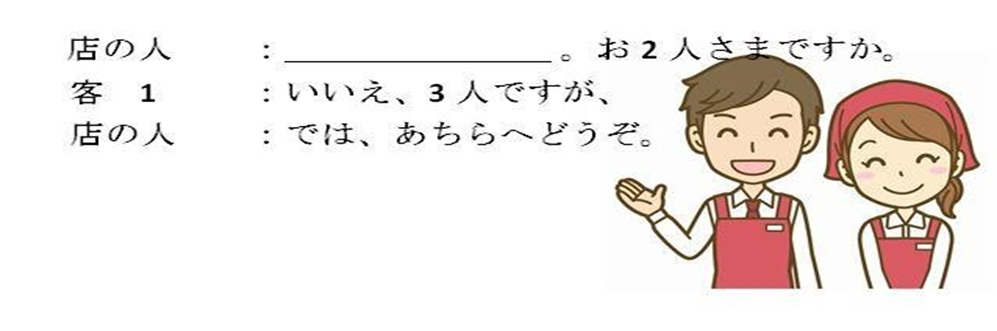 店の人　：＿＿＿＿＿＿＿＿＿＿。お2人さまですか。
客　1　：いいえ、3人ですが、
店の人　：では、あちらへどうぞ。